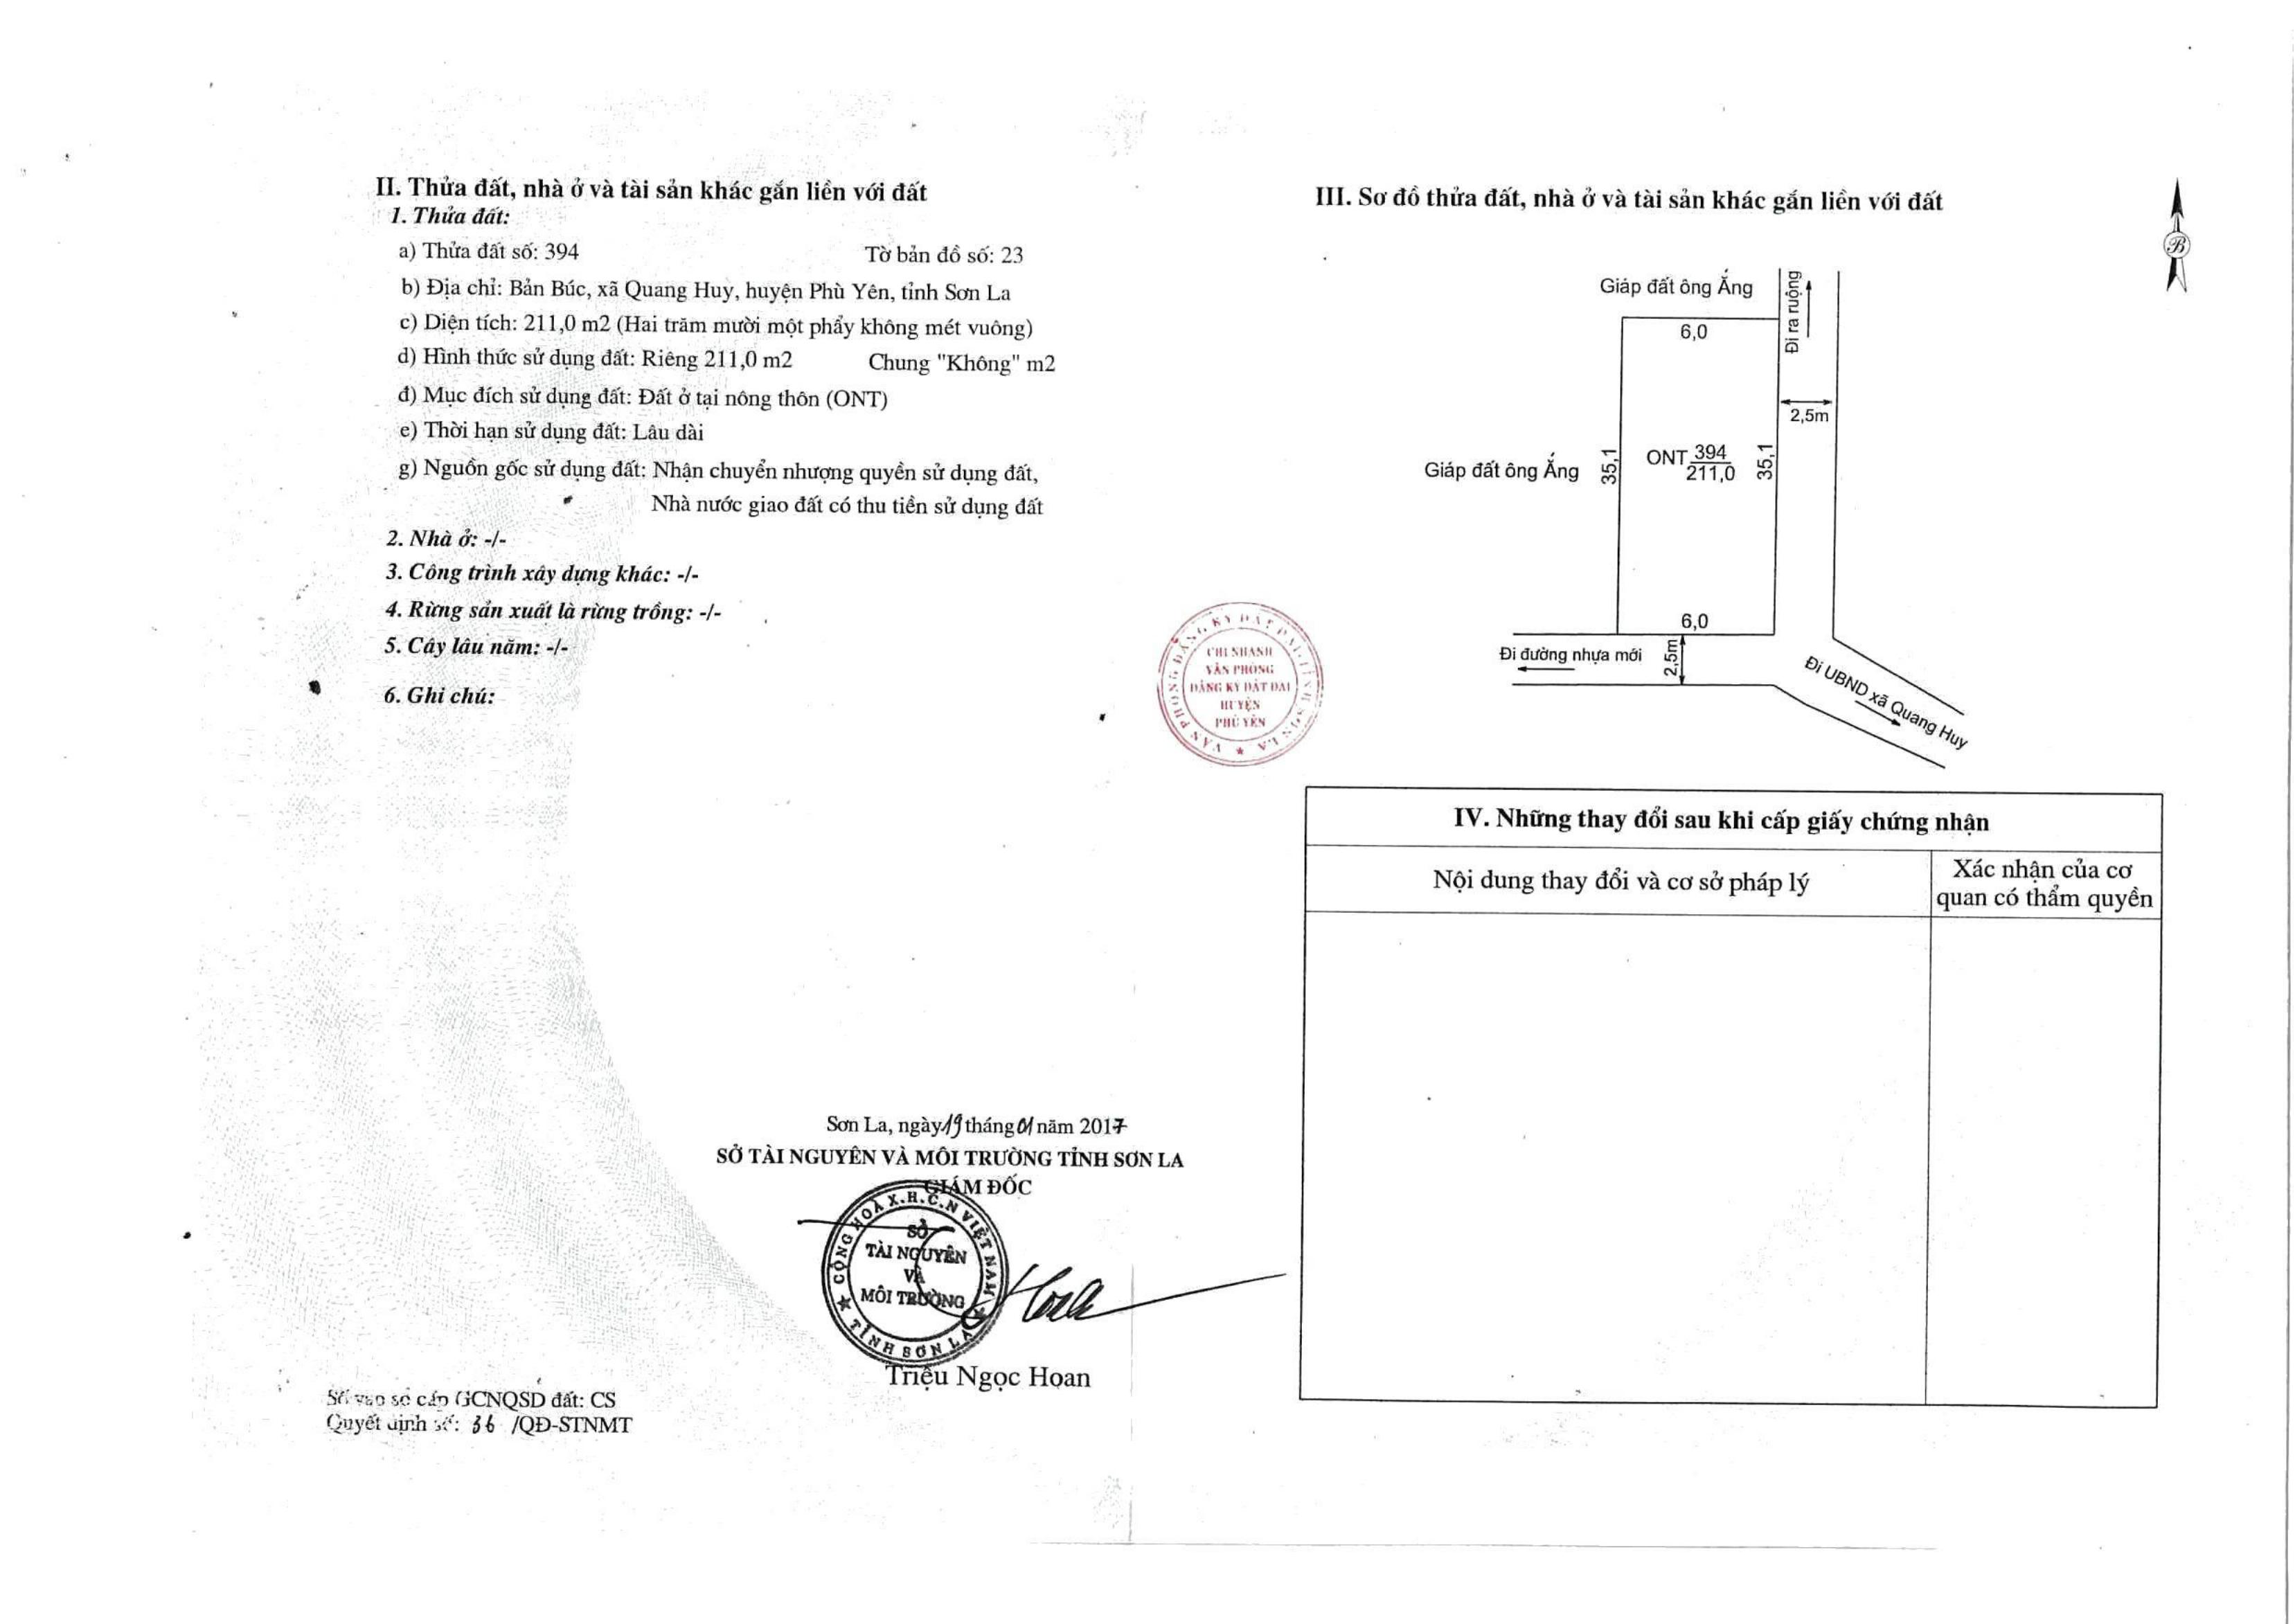 II. Thửa đất, nhà ở và tài sản khác gắn liền với đất
1. Thửa đất:
a) Thửa đất số: 394 Tờ bản đồ số: 23
b) Địa chỉ: Bản Búc, xã Quang Huy, huyện Phù Yên, tỉnh Sơn La
c) Diện tích: 211,0 m2 (Hai trăm mười một phẩy không mét vuông)
d) Hình thức sử dụng đất: Riêng 211,0 m2 Chung "Không" m2
đ) Mục đích sử dụng đất: Đất ở tại nông thôn (ONT)
e) Thời hạn sử dụng đất: Lâu dài
g) Nguồn gốc sử dụng đất: Nhận chuyển nhượng quyền sử dụng đất,
Nhà nước giao đất có thu tiền sử dụng đất
2. Nhà ở: -/-
3. Công trình xây dựng khác: -/-
4. Rừng sản xuất là rừng trồng: -/-
5. Cây lâu năm: -/-
6. Ghi chú:
VĂN PHÒNG ĐĂNG KÝ ĐẤT ĐAI TỈNH SƠN LA
CHI NHÁNH
VĂN PHÒNG
ĐĂNG KÝ ĐẤT ĐAI
HUYỆN
PHÙ YÊN
Sơn La, ngày 19 tháng 01 năm 2017
SỞ TÀI NGUYÊN VÀ MÔI TRƯỜNG TỈNH SƠN LA
GIÁM ĐỐC
CỘNG HOÀ X.H.C.N VIỆT NAM
SỞ
TÀI NGUYÊN
VÀ
MÔI TRƯỜNG
TỈNH SƠN LA
Triệu Ngọc Hoan
Số vào sổ cấp GCNQSD đất: CS
Quyết định số: 36 /QĐ-STNMT
III. Sơ đồ thửa đất, nhà ở và tài sản khác gắn liền với đất
B
Giáp đất ông Ắng
Đi ra ruộng
6,0
2,5m
Giáp đất ông Ắng
35,1
ONT 394
211,0
35,1
6,0
Đi đường nhựa mới
2,5m
Đi UBND xã Quang Huy
IV. Những thay đổi sau khi cấp giấy chứng nhận
Nội dung thay đổi và cơ sở pháp lý
Xác nhận của cơ
quan có thẩm quyền